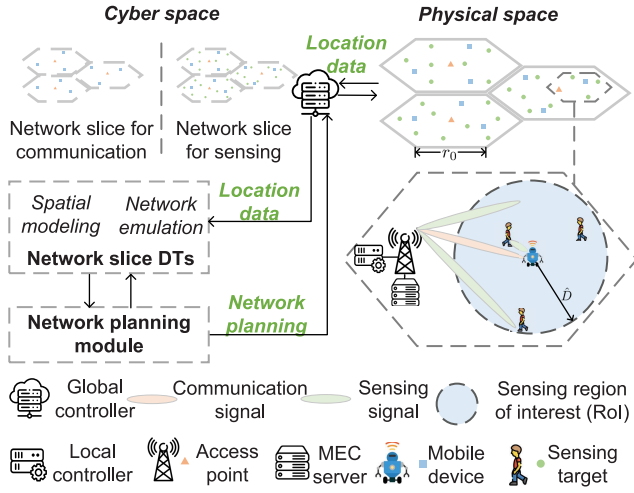 Cyber space
Physical space
Location
data
Network slice for
communication
Network slice
for sensing
r₀
Spatial
modeling
Network
emulation
Network slice DTs
Location
data
Network planning
module
Network
planning
D̂
Global
controller
Communication
signal
Sensing
signal
Sensing region
of interest (RoI)
Local
controller
Access
point
MEC
server
Mobile
device
Sensing
target